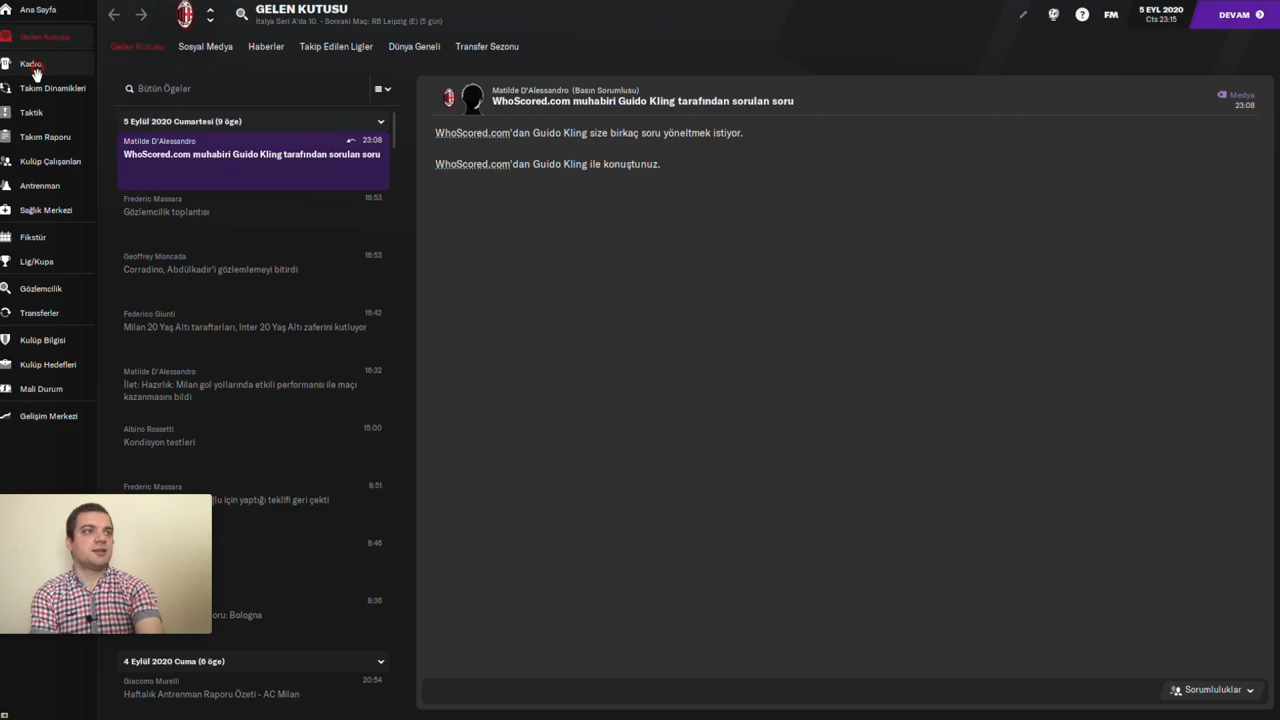 Ana Sayfa
Gelen Kutusu
Kadro
Takım Dinamikleri
Taktik
Takım Raporu
Kulüp Çalışanları
Antrenman
Sağlık Merkezi
Fikstür
Lig/Kupa
Gözlemcilik
Transferler
Kulüp Bilgisi
Kulüp Hedefleri
Mali Durum
Gelişim Merkezi
GELEN KUTUSU
İtalya Seri A'da 10. - Sonraki Maç: RB Leipzig (E) (5 gün)
FM
5 EYL 2020
Cts 23:15
DEVAM
Gelen Kutusu Sosyal Medya Haberler Takip Edilen Ligler Dünya Geneli Transfer Sezonu
Bütün Ögeler
5 Eylül 2020 Cumartesi (9 öge)
Matilde D'Alessandro 23:08
WhoScored.com muhabiri Guido Kling tarafından sorulan soru
Frederic Massara 16:53
Gözlemcilik toplantısı
Geoffrey Moncada 16:53
Corradino, Abdülkadir'i gözlemlemeyi bitirdi
Federico Giunti 16:42
Milan 20 Yaş Altı taraftarları, Inter 20 Yaş Altı zaferini kutluyor
Matilde D'Alessandro 16:32
İlet: Hazırlık: Milan gol yollarında etkili performansı ile maçı
kazanmasını bildi
Albino Rossetti 15:00
Kondisyon testleri
Frederic Massara 8:51
için yaptığı teklifi geri çekti
8:46
8:36
Bologna
4 Eylül 2020 Cuma (6 öge)
Giacomo Murelli 20:54
Haftalık Antrenman Raporu Özeti - AC Milan
Matilde D'Alessandro (Basın Sorumlusu)
WhoScored.com muhabiri Guido Kling tarafından sorulan soru
Medya
23:08
WhoScored.com'dan Guido Kling size birkaç soru yöneltmek istiyor.
WhoScored.com'dan Guido Kling ile konuştunuz.
Sorumluluklar